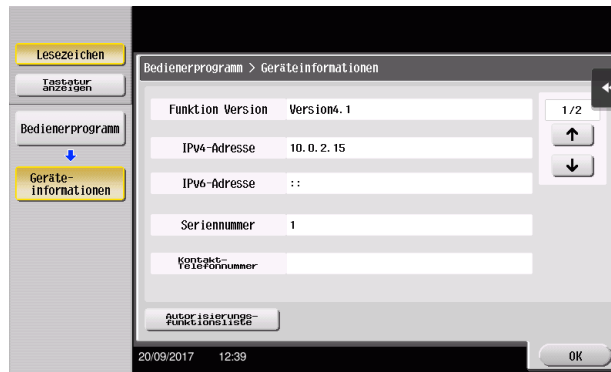 Lesezeichen
Tastatur
anzeigen
Bedienerprogramm
Geräte-
informationen
Bedienerprogramm > Geräteinformationen
Funktion Version Version4.1
1/2
IPv4-Adresse 10.0.2.15
IPv6-Adresse ::
Seriennummer 1
Kontakt-
Telefonnummer
Autorisierungs-
funktionsliste
20/09/2017 12:39
OK